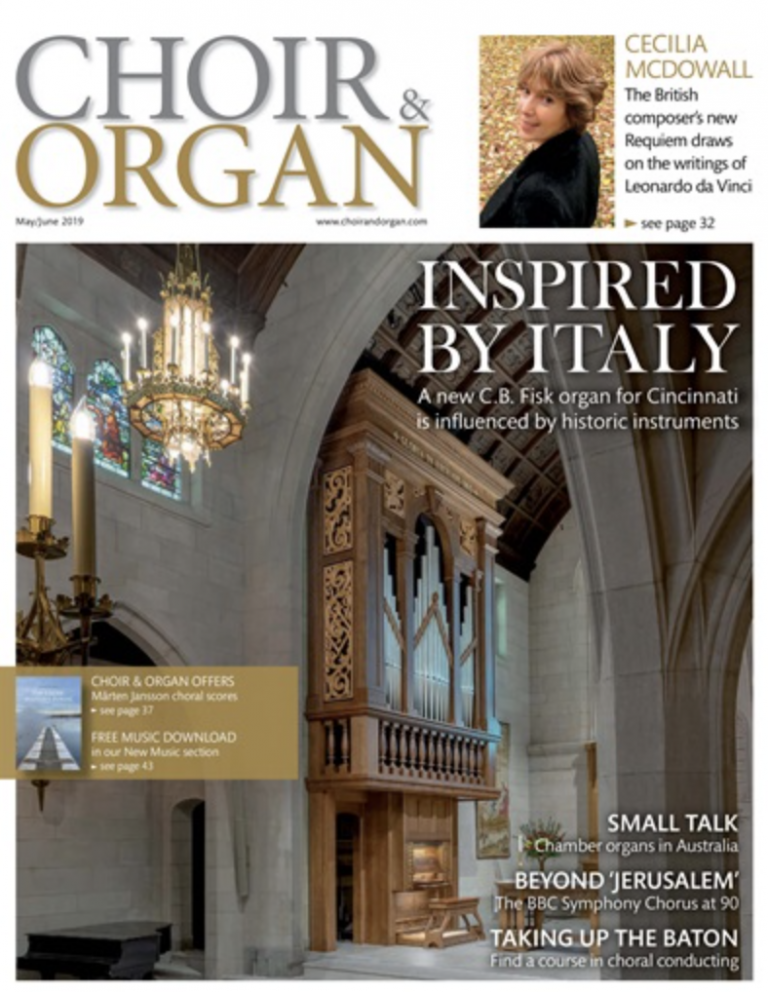 CHOIR &
ORGAN
May/June 2019
www.choirandorgan.com
CECILIA
MCDOWALL
The British
composer's new
Requiem draws
on the writings of
Leonardo da Vinci
► see page 32
INSPIRED
BY ITALY
A new C.B. Fisk organ for Cincinnati
is influenced by historic instruments
CHOIR & ORGAN OFFERS
Mårten Jansson choral scores
► see page 37
FREE MUSIC DOWNLOAD
in our New Music section
► see page 43
SMALL TALK
Chamber organs in Australia
BEYOND 'JERUSALEM'
The BBC Symphony Chorus at 90
TAKING UP THE BATON
Find a course in choral conducting